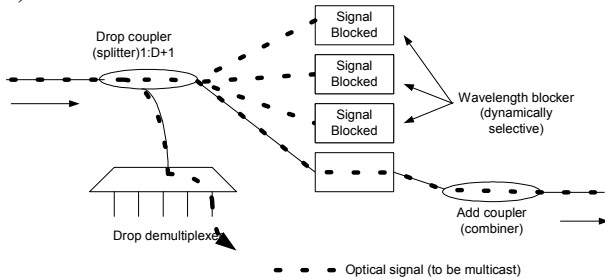 Drop coupler
(splitter)1:D+1
Signal
Blocked
Signal
Blocked
Signal
Blocked
Wavelength blocker
(dynamically
selective)
Drop demultiplexer
Add coupler
(combiner)
Optical signal (to be multicast)